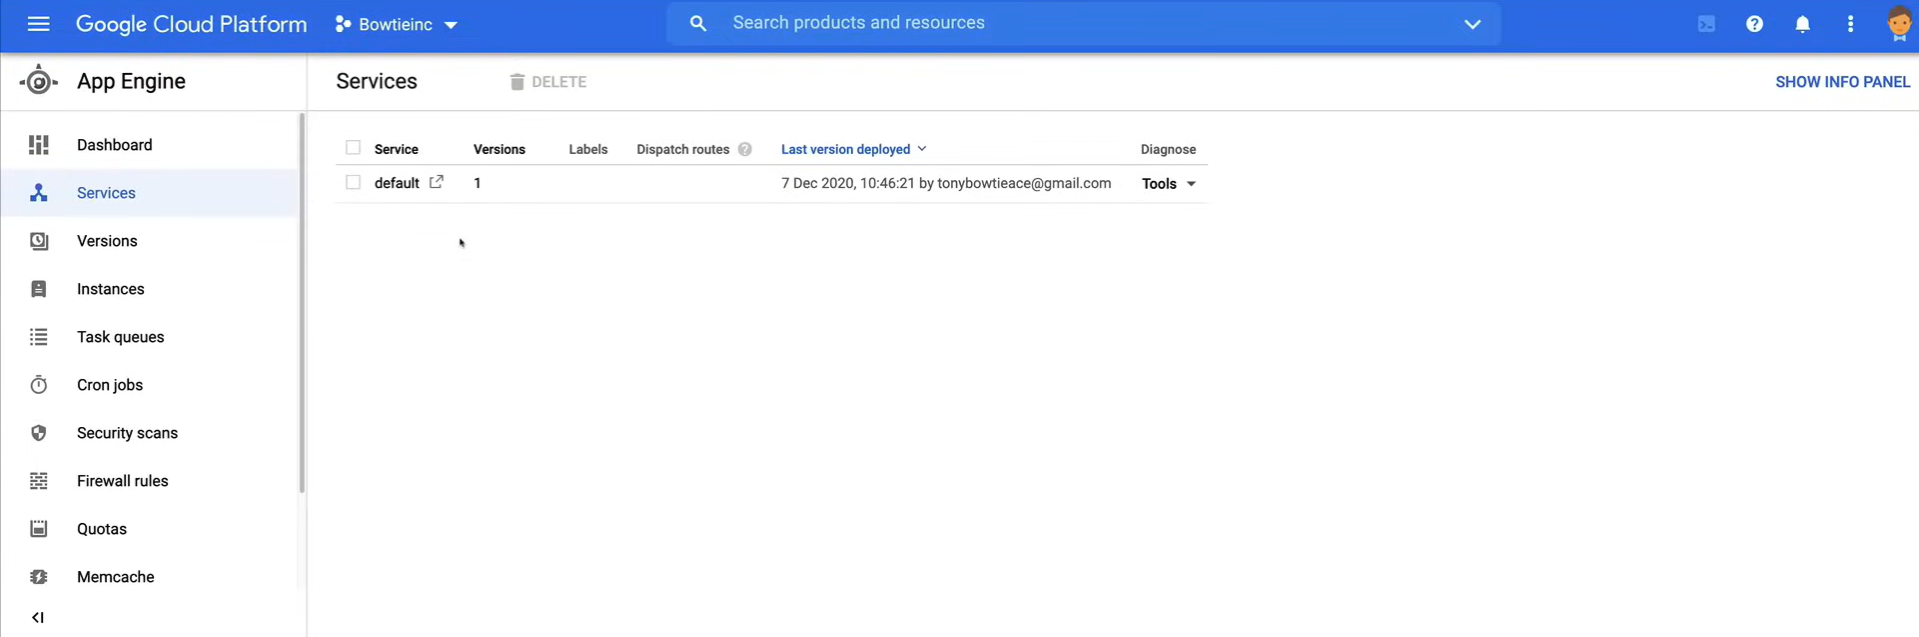 Google Cloud Platform
Bowtieinc
Search products and resources
App Engine
Services
DELETE
SHOW INFO PANEL
Dashboard
Services
Versions
Instances
Task queues
Cron jobs
Security scans
Firewall rules
Quotas
Memcache
Service Versions Labels Dispatch routes ? Last version deployed Diagnose
default 1 7 Dec 2020, 10:46:21 by tonybowtieace@gmail.com Tools